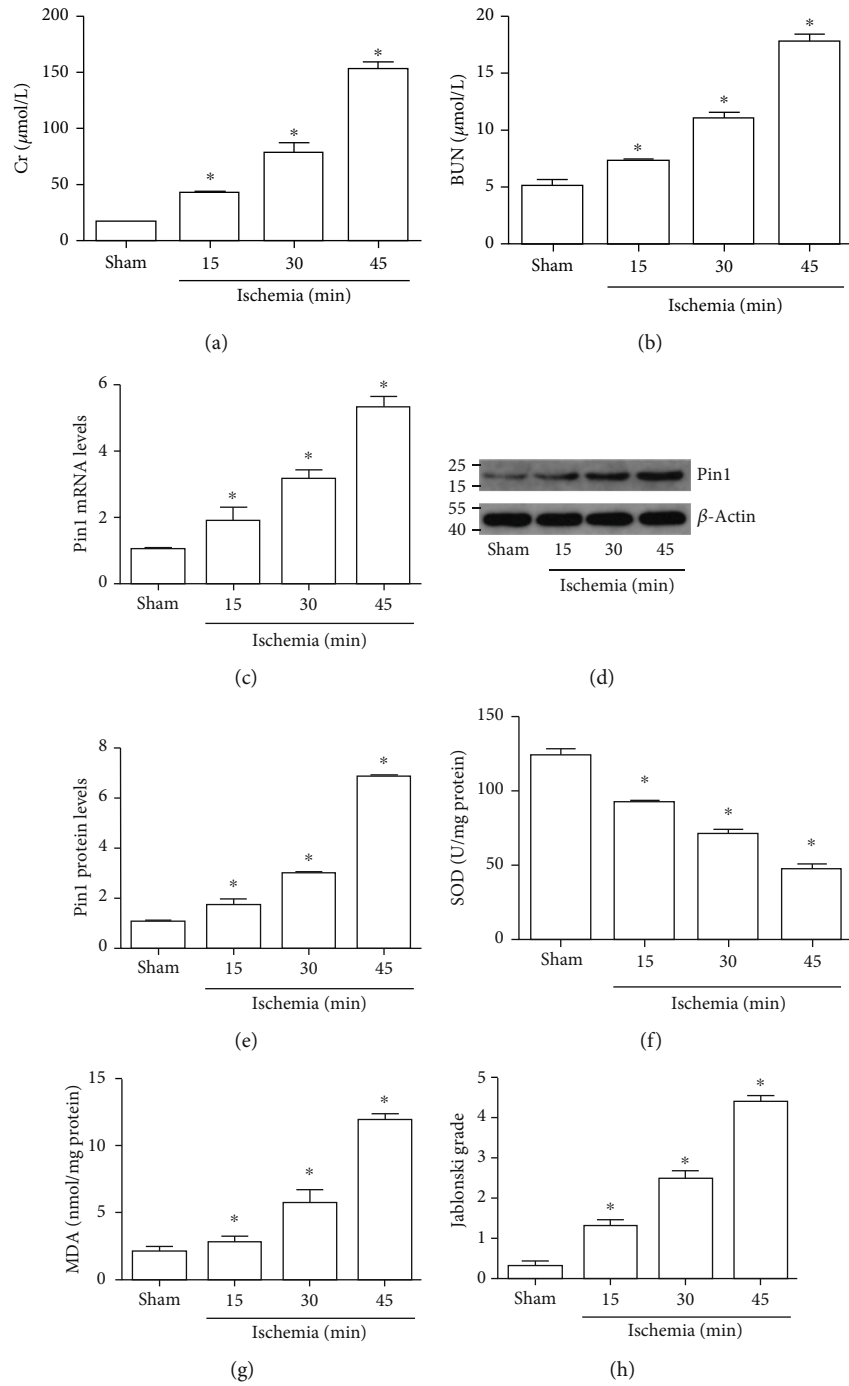 200
150
100
50
0
Cr (μmol/L)
*
*
*
Sham
15
30
45
Ischemia (min)
(a)
20
15
10
5
0
BUN (μmol/L)
*
*
*
Sham
15
30
45
Ischemia (min)
(b)
6
4
2
0
Pin1 mRNA levels
*
*
*
Sham
15
30
45
Ischemia (min)
(c)
25
15
Pin1
55
40
β-Actin
Sham
15
30
45
Ischemia (min)
(d)
8
6
4
2
0
Pin1 protein levels
*
*
*
Sham
15
30
45
Ischemia (min)
(e)
150
100
50
0
SOD (U/mg protein)
*
*
*
Sham
15
30
45
Ischemia (min)
(f)
15
10
5
0
MDA (nmol/mg protein)
*
*
*
Sham
15
30
45
Ischemia (min)
(g)
5
4
3
2
1
0
Jablonski grade
*
*
*
Sham
15
30
45
Ischemia (min)
(h)